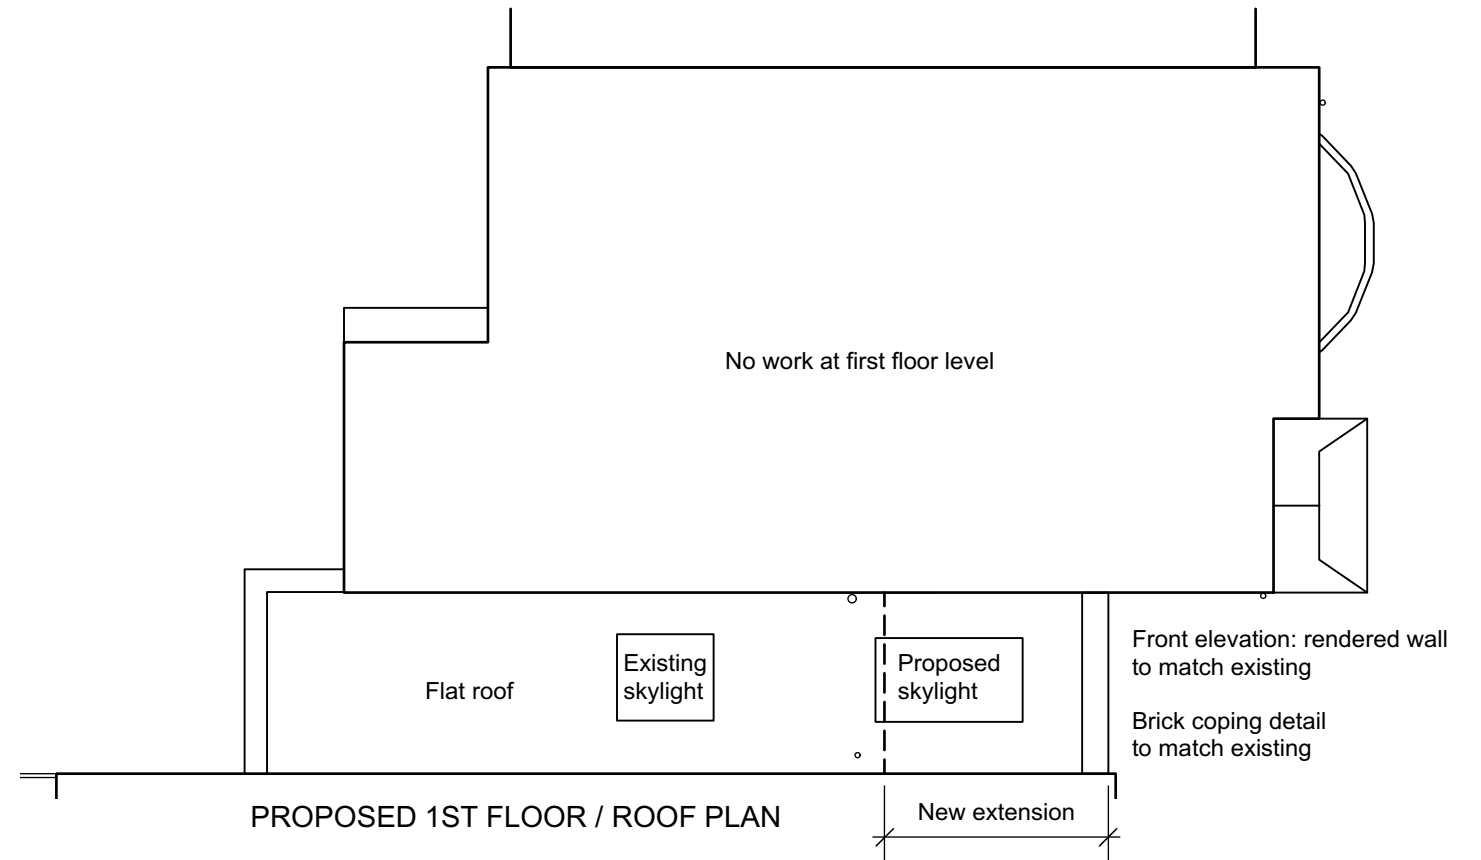 No work at first floor level
Front elevation: rendered wall
to match existing
Existing
skylight
Proposed
skylight
Flat roof
Brick coping detail
to match existing
PROPOSED 1ST FLOOR / ROOF PLAN
New extension